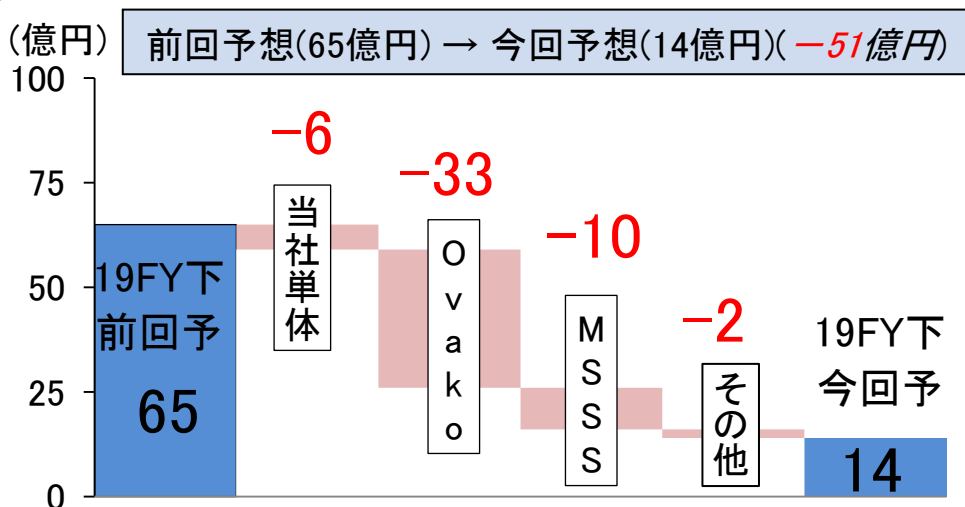 (億円)
前回予想(65億円) → 今回予想(14億円)(－51億円)
100
75
50
25
0
19FY下
前回予
65
－6
当社単体
－33
Ovako
－10
MSSS
－2
その他
19FY下
今回予
14